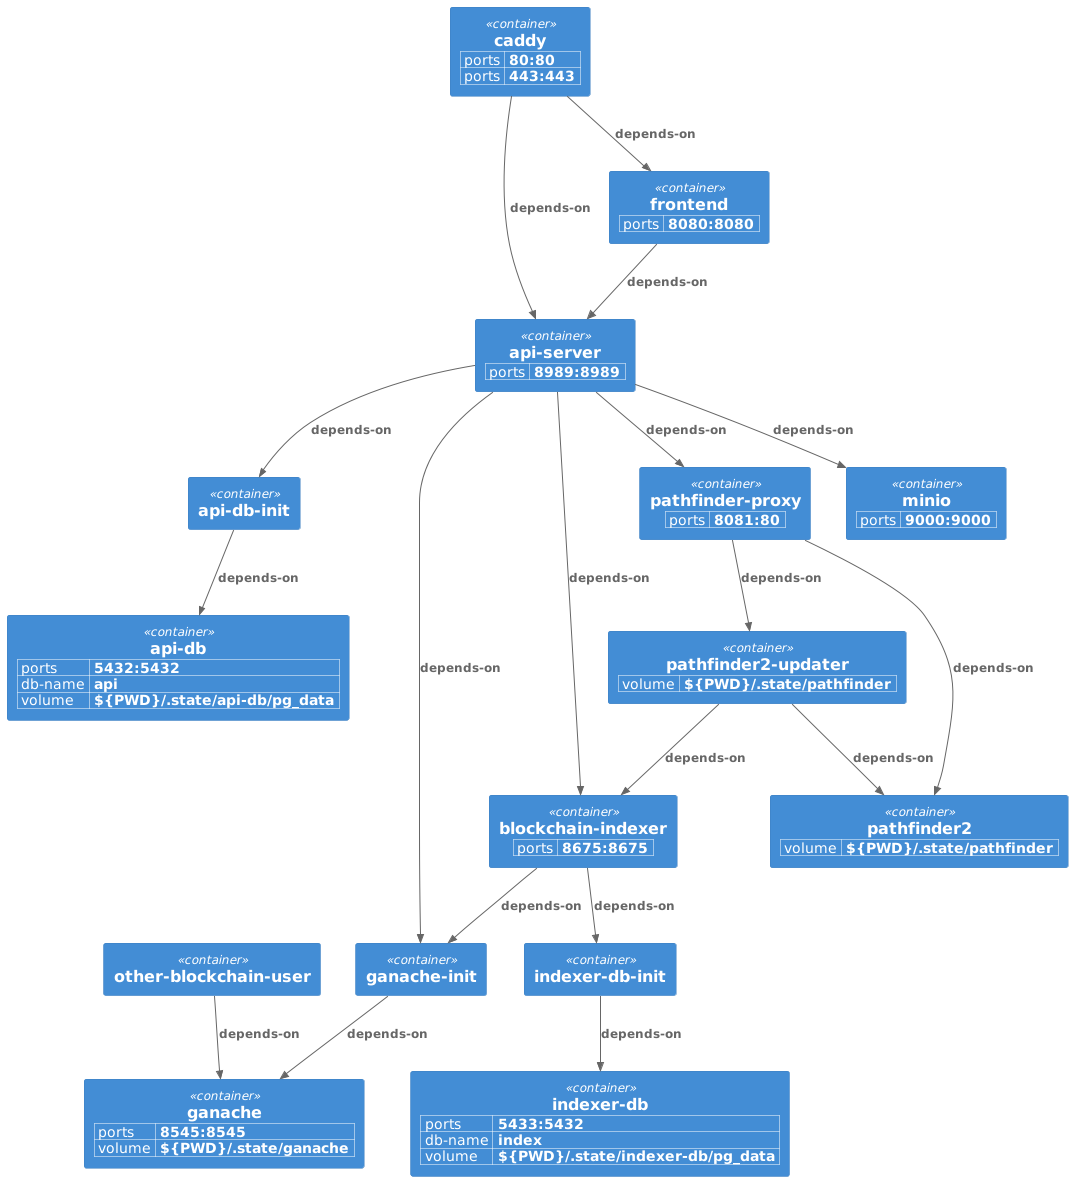 «container»
caddy
ports 80:80
ports 443:443
depends-on
«container»
frontend
ports 8080:8080
depends-on
depends-on
«container»
api-server
ports 8989:8989
depends-on
depends-on
depends-on
«container»
api-db-init
«container»
pathfinder-proxy
ports 8081:80
«container»
minio
ports 9000:9000
depends-on
depends-on
depends-on
«container»
api-db
ports 5432:5432
db-name api
volume ${PWD}/.state/api-db/pg_data
«container»
pathfinder2-updater
volume ${PWD}/.state/pathfinder
depends-on
depends-on
depends-on
depends-on
«container»
blockchain-indexer
ports 8675:8675
«container»
pathfinder2
volume ${PWD}/.state/pathfinder
depends-on
depends-on
«container»
other-blockchain-user
«container»
ganache-init
«container»
indexer-db-init
depends-on
depends-on
depends-on
«container»
ganache
ports 8545:8545
volume ${PWD}/.state/ganache
«container»
indexer-db
ports 5433:5432
db-name index
volume ${PWD}/.state/indexer-db/pg_data